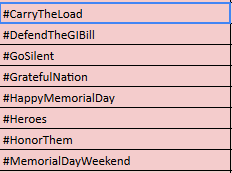 #CarryTheLoad
#DefendTheGIBill
#GoSilent
#GratefulNation
#HappyMemorialDay
#Heroes
#HonorThem
#MemorialDayWeekend